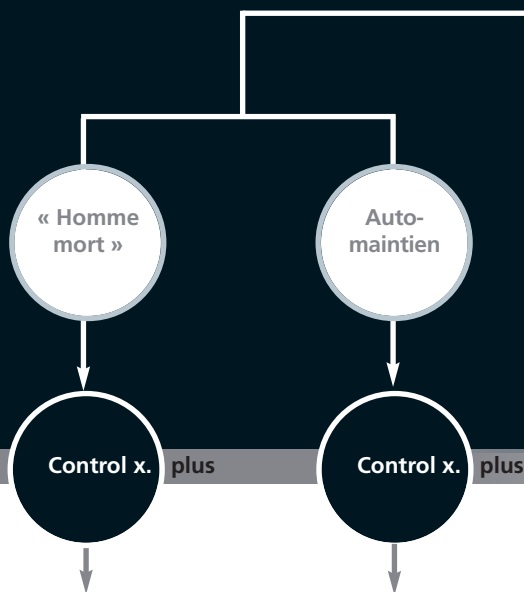 « Homme
mort »
Auto-
maintien
Control x. plus
Control x. plus